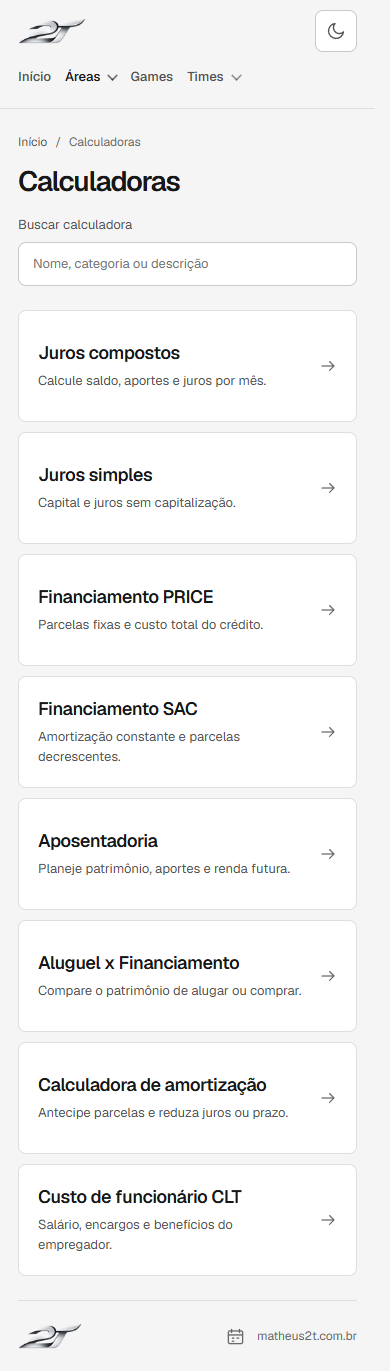 2T
Início Áreas Games Times
Início / Calculadoras
Calculadoras
Buscar calculadora
Nome, categoria ou descrição
Juros compostos
Calcule saldo, aportes e juros por mês.
Juros simples
Capital e juros sem capitalização.
Financiamento PRICE
Parcelas fixas e custo total do crédito.
Financiamento SAC
Amortização constante e parcelas
decrescentes.
Aposentadoria
Planeje patrimônio, aportes e renda futura.
Aluguel x Financiamento
Compare o patrimônio de alugar ou comprar.
Calculadora de amortização
Antecipe parcelas e reduza juros ou prazo.
Custo de funcionário CLT
Salário, encargos e benefícios do
empregador.
2T matheus2t.com.br